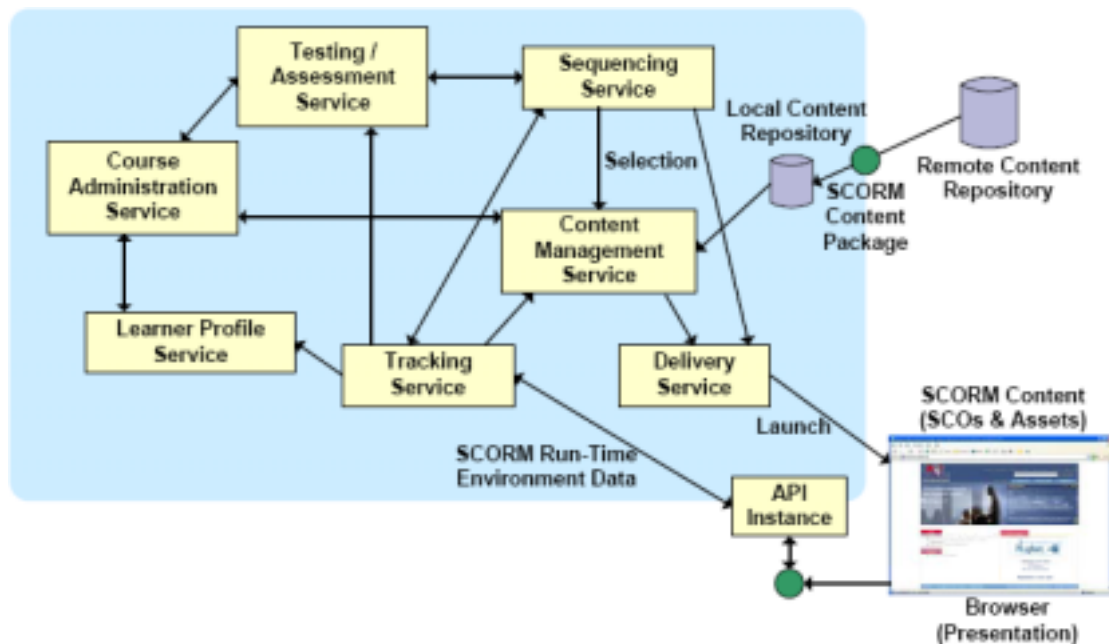 Testing /
Assessment
Service
Sequencing
Service
Local Content
Repository
Remote Content
Repository
SCORM
Content
Package
Course
Administration
Service
Selection
Content
Management
Service
Learner Profile
Service
Tracking
Service
Delivery
Service
Launch
SCORM Content
(SCOs & Assets)
SCORM Run-Time
Environment Data
API
Instance
Browser
(Presentation)